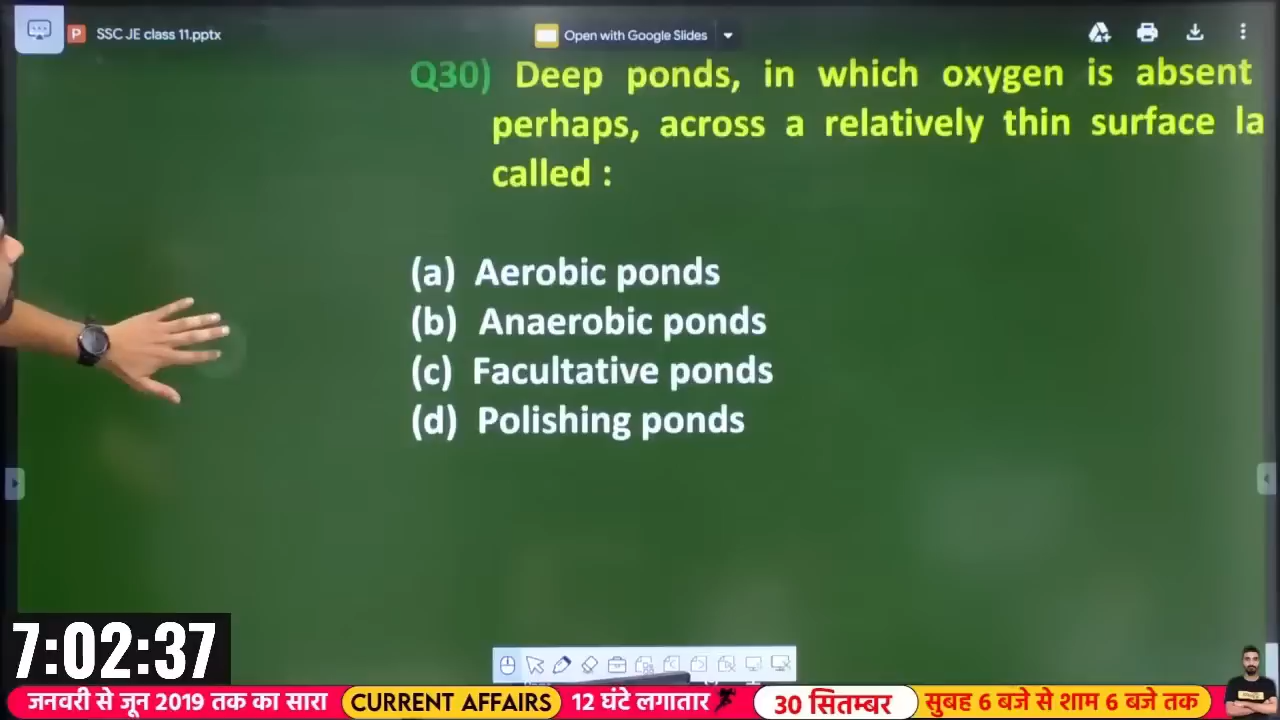 SSC JE class 11.pptx
Open with Google Slides
Q30) Deep ponds, in which oxygen is absent
perhaps, across a relatively thin surface la
called :
(a) Aerobic ponds
(b) Anaerobic ponds
(c) Facultative ponds
(d) Polishing ponds
7:02:37
जनवरी से जून 2019 तक का सारा CURRENT AFFAIRS 12 घंटे लगातार 30 सितम्बर सुबह 6 बजे से शाम 6 बजे तक